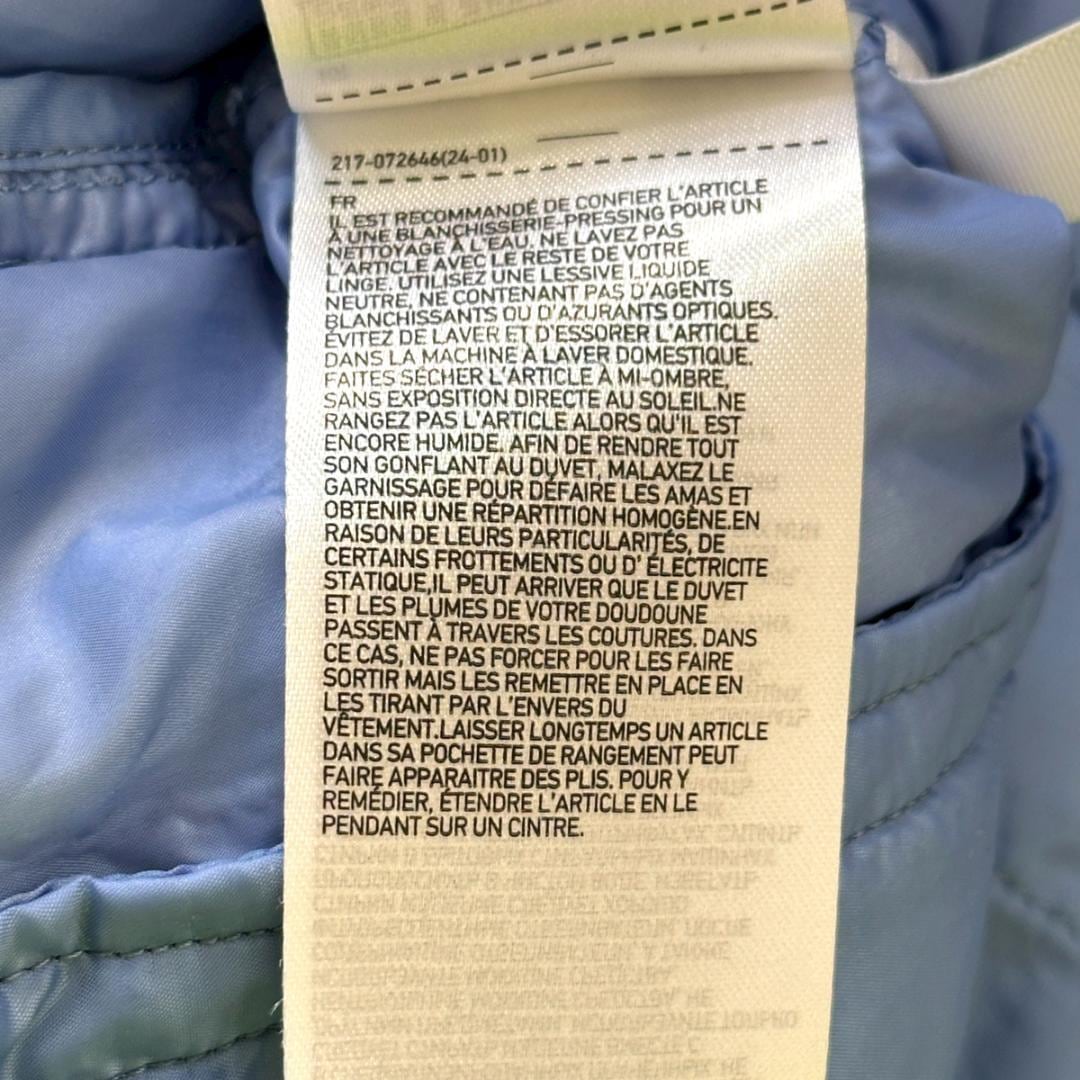 217-072646(24-01)
FR
IL EST RECOMMANDÉ DE CONFIER L'ARTICLE
À UNE BLANCHISSERIE-PRESSING POUR UN
NETTOYAGE À L'EAU. NE LAVEZ PAS
L'ARTICLE AVEC LE RESTE DE VOTRE
LINGE. UTILISEZ UNE LESSIVE LIQUIDE
NEUTRE, NE CONTENANT PAS D'AGENTS
BLANCHISSANTS OU D'AZURANTS OPTIQUES.
ÉVITEZ DE LAVER ET D'ESSORER L'ARTICLE
DANS LA MACHINE À LAVER DOMESTIQUE.
FAITES SÉCHER L'ARTICLE À MI-OMBRE,
SANS EXPOSITION DIRECTE AU SOLEIL.NE
RANGEZ PAS L'ARTICLE ALORS QU'IL EST
ENCORE HUMIDE. AFIN DE RENDRE TOUT
SON GONFLANT AU DUVET, MALAXEZ LE
GARNISSAGE POUR DÉFAIRE LES AMAS ET
OBTENIR UNE RÉPARTITION HOMOGÈNE.EN
RAISON DE LEURS PARTICULARITÉS, DE
CERTAINS FROTTEMENTS OU D' ÉLECTRICITE
STATIQUE,IL PEUT ARRIVER QUE LE DUVET
ET LES PLUMES DE VOTRE DOUDOUNE
PASSENT À TRAVERS LES COUTURES. DANS
CE CAS, NE PAS FORCER POUR LES FAIRE
SORTIR MAIS LES REMETTRE EN PLACE EN
LES TIRANT PAR L'ENVERS DU
VÊTEMENT.LAISSER LONGTEMPS UN ARTICLE
DANS SA POCHETTE DE RANGEMENT PEUT
FAIRE APPARAITRE DES PLIS. POUR Y
REMÉDIER, ÉTENDRE L'ARTICLE EN LE
PENDANT SUR UN CINTRE.